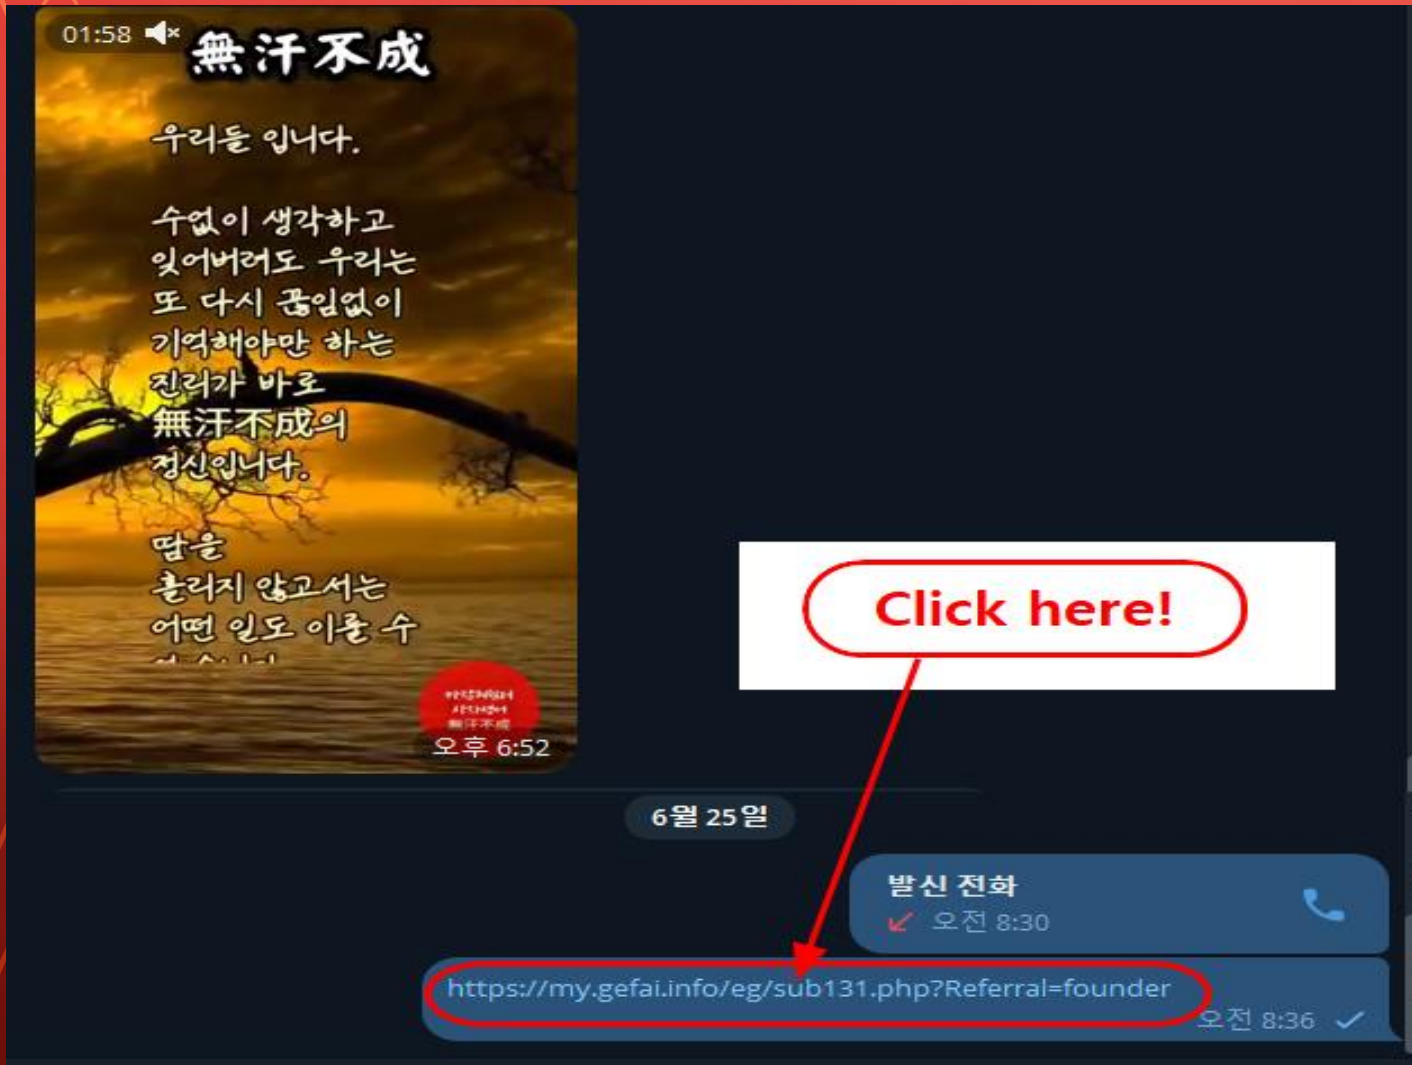 01:58
無汗不成
우리들 입니다.
수없이 생각하고
잊어버려도 우리는
또 다시 끊임없이
기억해야만 하는
진리가 바로
無汗不成의
정신입니다.
땀을
흘리지 않고서는
어떤 일도 이룰 수
無汗不成
오후 6:52
Click here!
6월 25일
발신 전화
오전 8:30
https://my.gefai.info/eg/sub131.php?Referral=founder
오전 8:36